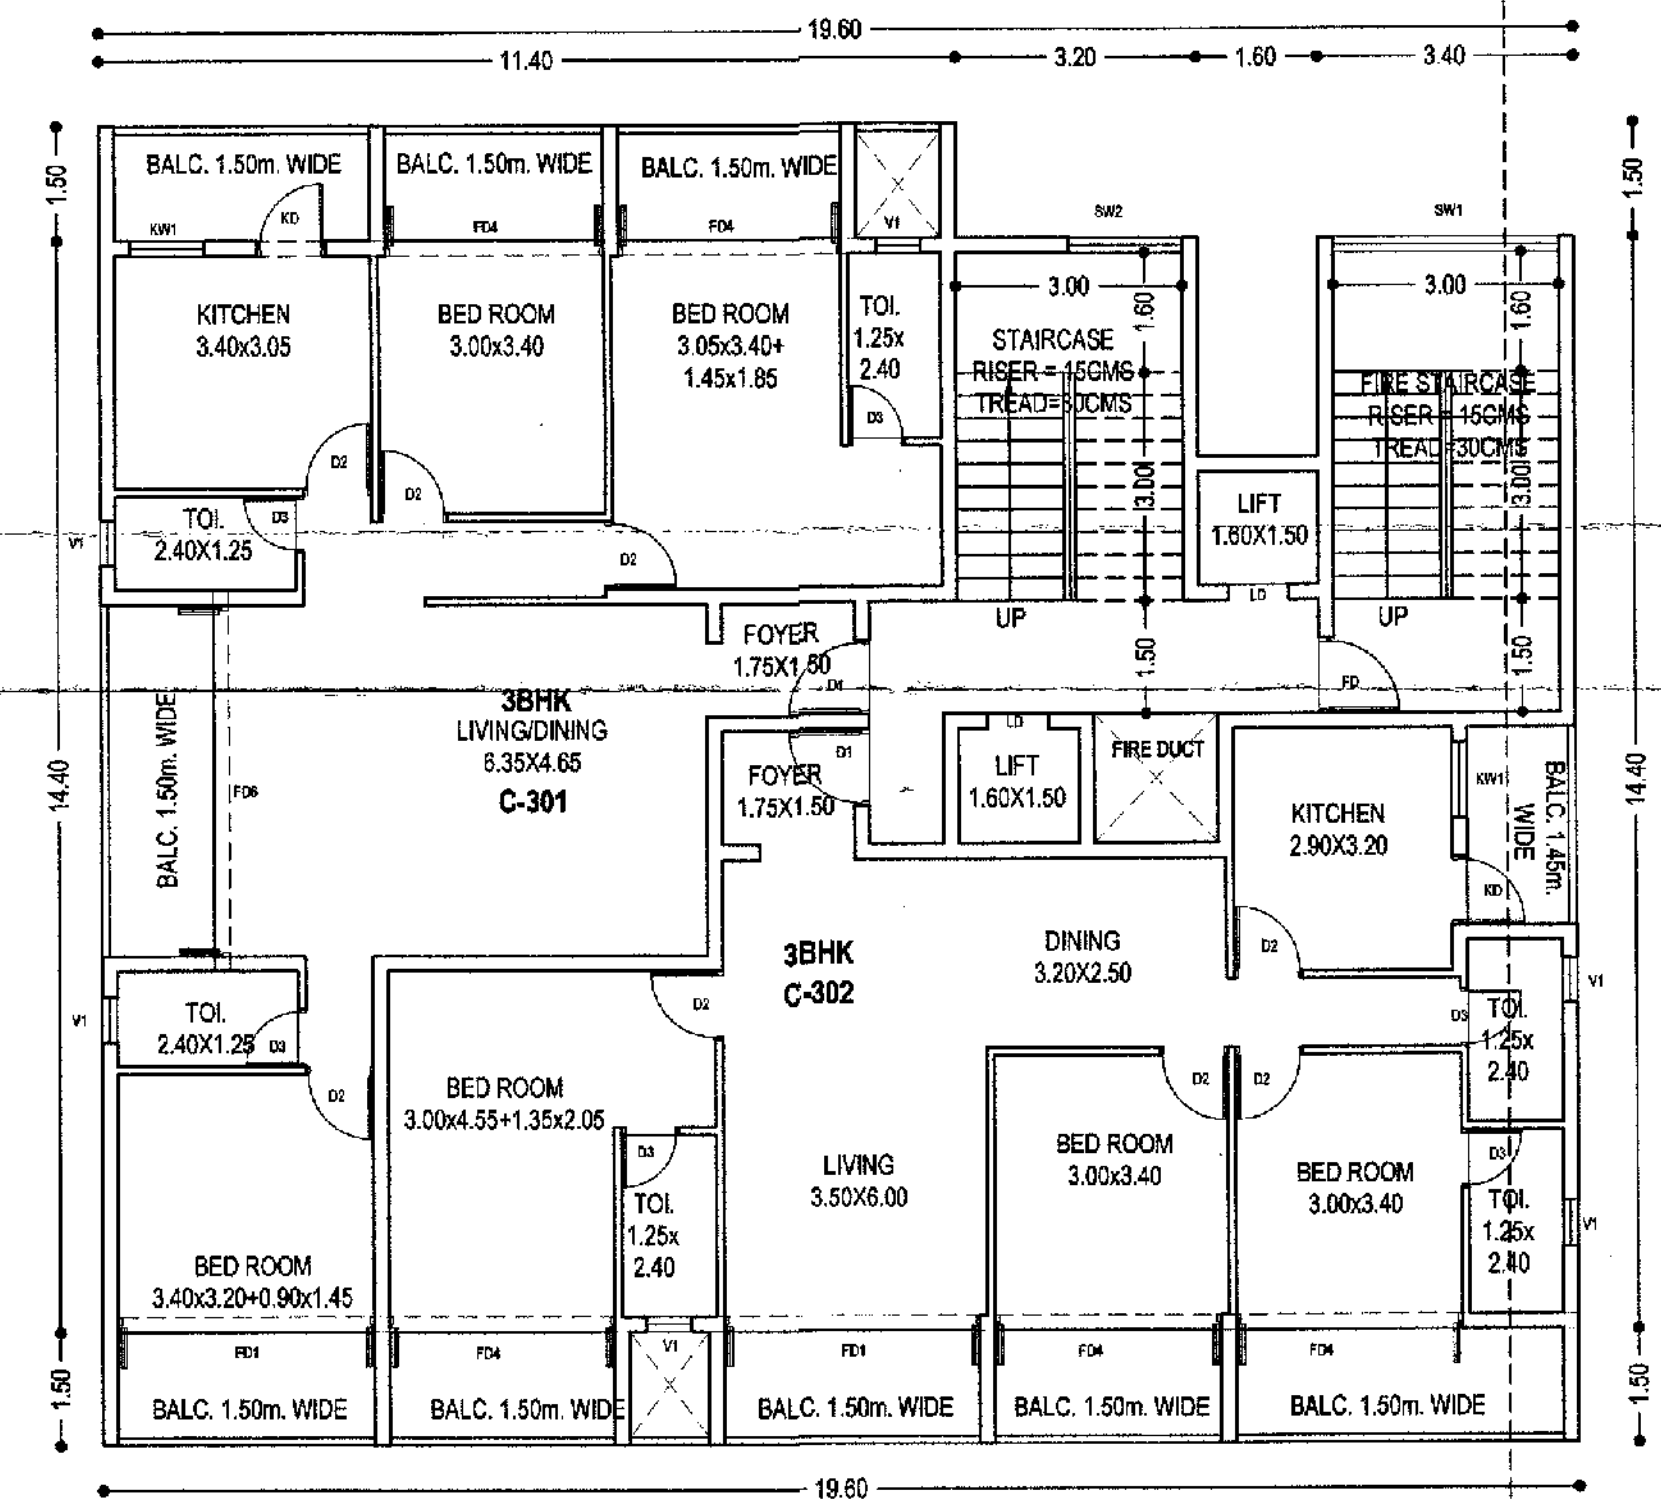 19.60
11.40
3.20
1.60
3.40
1.50
BALC. 1.50m. WIDE
BALC. 1.50m. WIDE
BALC. 1.50m. WIDE
1.50
KW1
KD
FD4
FD4
V1
SW2
SW1
3.00
3.00
1.60
1.60
KITCHEN
3.40x3.05
BED ROOM
3.00x3.40
BED ROOM
3.05x3.40+
1.45x1.85
TOI.
1.25x
2.40
D3
STAIRCASE
RISER = 15CMS
TREAD=30CMS
FIRE STAIRCASE
RISER = 15CMS
TREAD=30CMS
D2
D2
3.00
3.00
LIFT
1.60X1.50
LD
TOI.
2.40X1.25
D3
V1
D2
UP
UP
FOYER
1.75X1.50
D1
1.50
1.50
FD
3BHK
LIVING/DINING
6.35X4.65
C-301
BALC. 1.50m. WIDE
FD6
14.40
14.40
D1
FOYER
1.75X1.50
LD
LIFT
1.60X1.50
FIRE DUCT
KW1
BALC. 1.45m.
WIDE
KITCHEN
2.90X3.20
KD
D2
3BHK
C-302
DINING
3.20X2.50
V1
TOI.
2.40X1.25
D3
V1
D2
D3
TOI.
1.25x
2.40
D2
D2
D2
BED ROOM
3.00x4.55+1.35x2.05
D3
TOI.
1.25x
2.40
LIVING
3.50X6.00
BED ROOM
3.00x3.40
BED ROOM
3.00x3.40
D3
TOI.
1.25x
2.40
V1
BED ROOM
3.40x3.20+0.90x1.45
FD1
FD4
V1
FD1
FD4
FD4
1.50
BALC. 1.50m. WIDE
BALC. 1.50m. WIDE
BALC. 1.50m. WIDE
BALC. 1.50m. WIDE
BALC. 1.50m. WIDE
1.50
19.60